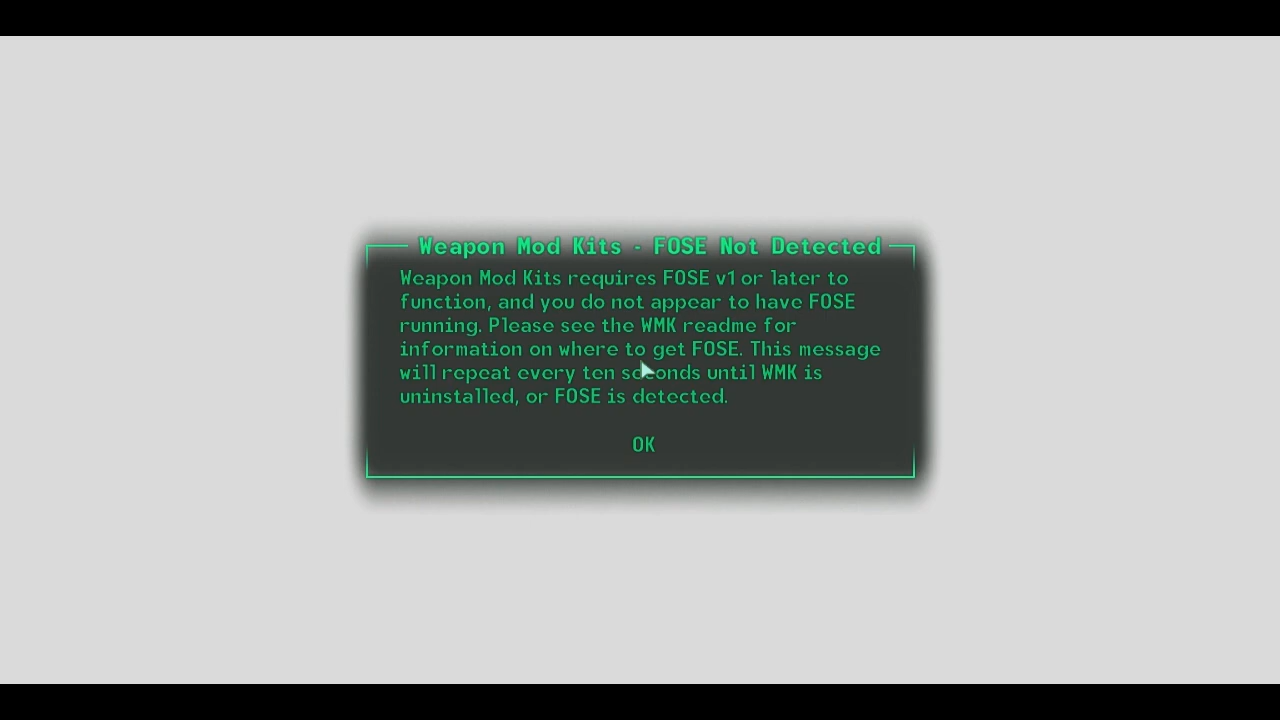 Weapon Mod Kits - FOSE Not Detected
Weapon Mod Kits requires FOSE v1 or later to
function, and you do not appear to have FOSE
running. Please see the WMK readme for
information on where to get FOSE. This message
will repeat every ten seconds until WMK is
uninstalled, or FOSE is detected.
OK